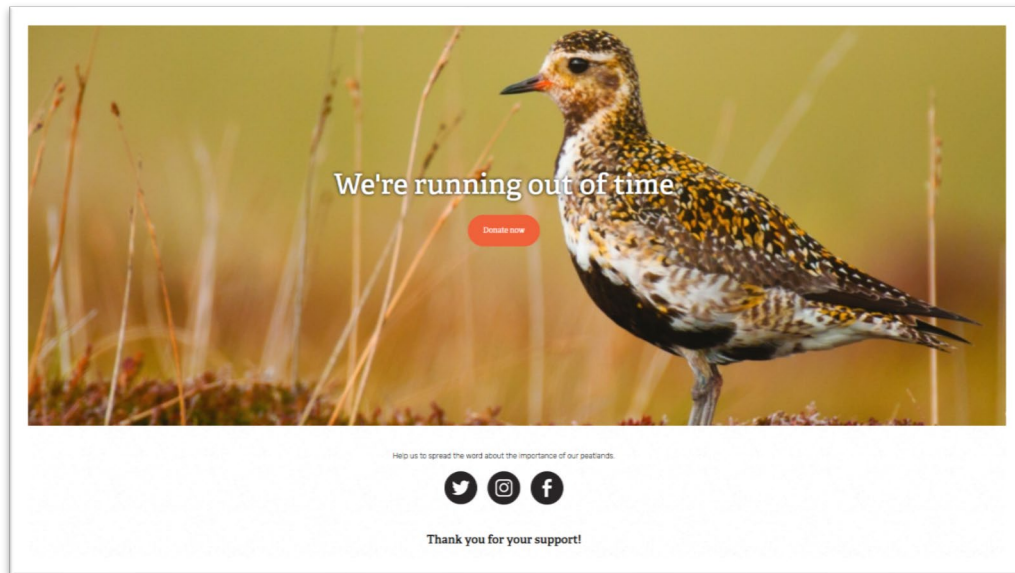 We're running out of time
Donate now
Help us to spread the word about the importance of our peatlands.
Thank you for your support!